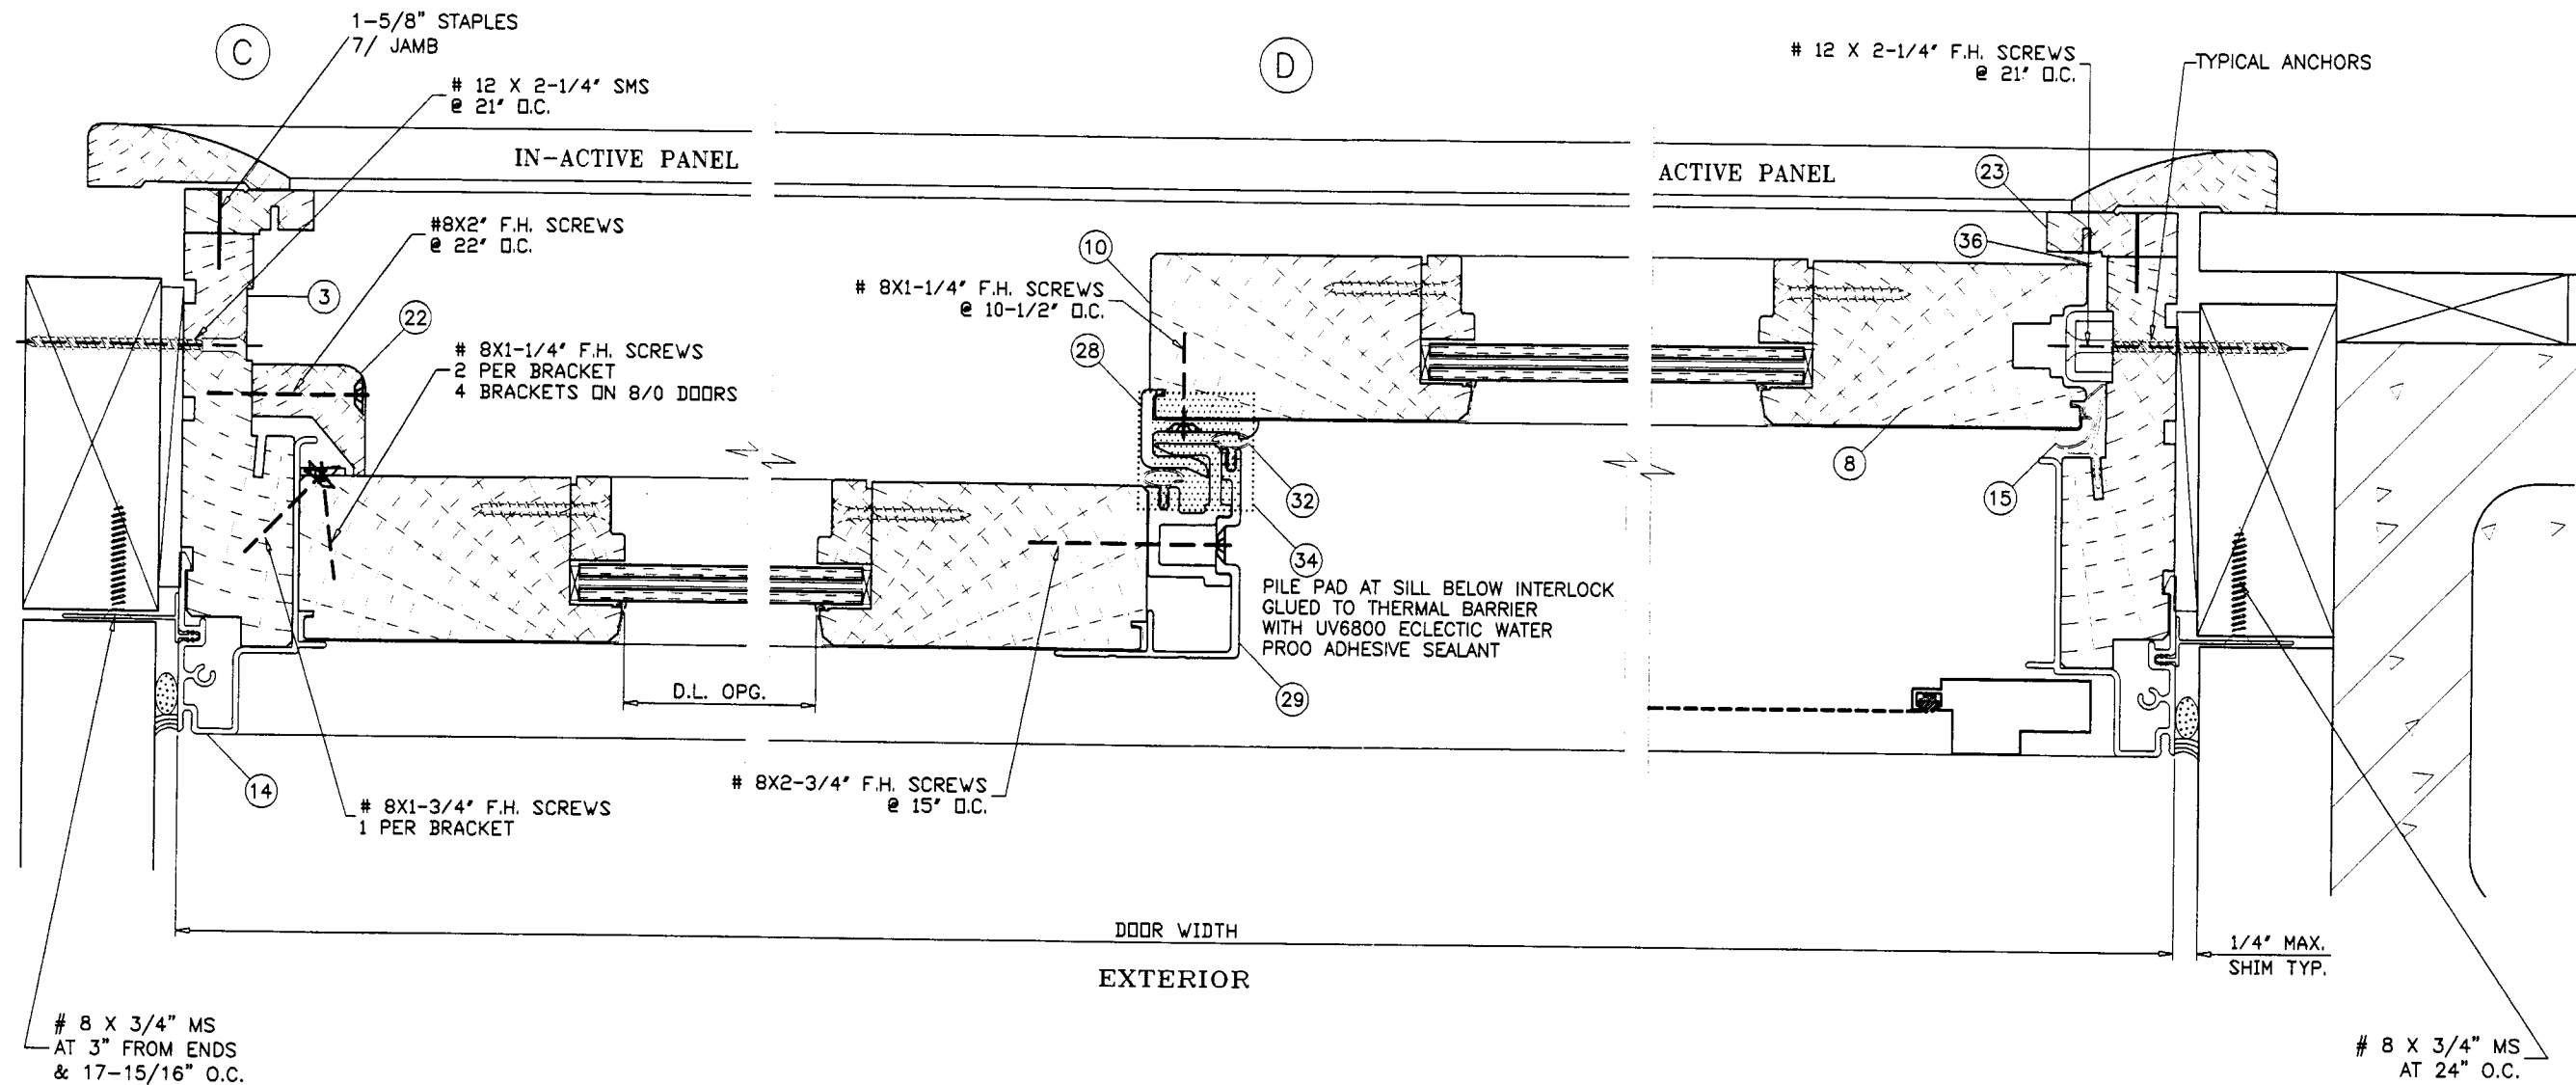 1-5/8" STAPLES
7/ JAMB
C
D
# 12 X 2-1/4" SMS
@ 21" O.C.
# 12 X 2-1/4" F.H. SCREWS
@ 21" O.C.
TYPICAL ANCHORS
IN-ACTIVE PANEL
ACTIVE PANEL
23
#8X2" F.H. SCREWS
@ 22" O.C.
10
36
3
# 8X1-1/4" F.H. SCREWS
@ 10-1/2" O.C.
22
28
# 8X1-1/4" F.H. SCREWS
2 PER BRACKET
4 BRACKETS ON 8/0 DOORS
8
15
32
34
PILE PAD AT SILL BELOW INTERLOCK
GLUED TO THERMAL BARRIER
WITH UV6800 ECLECTIC WATER
PROO ADHESIVE SEALANT
D.L. OPG.
29
14
# 8X2-3/4" F.H. SCREWS
@ 15" O.C.
# 8X1-3/4" F.H. SCREWS
1 PER BRACKET
DOOR WIDTH
1/4" MAX.
SHIM TYP.
EXTERIOR
# 8 X 3/4" MS
AT 3" FROM ENDS
& 17-15/16" O.C.
# 8 X 3/4" MS
AT 24" O.C.